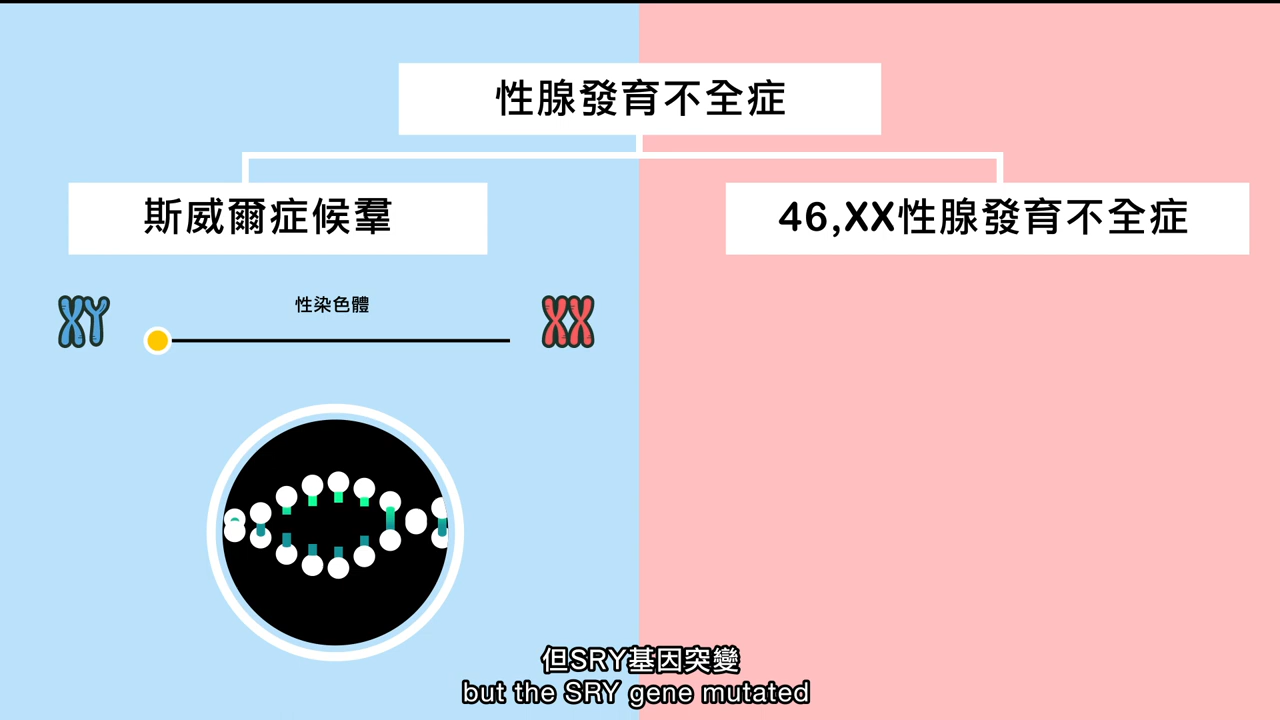 性腺發育不全症
斯威爾症候羣
46,XX性腺發育不全症
性染色體
但SRY基因突變
but the SRY gene mutated